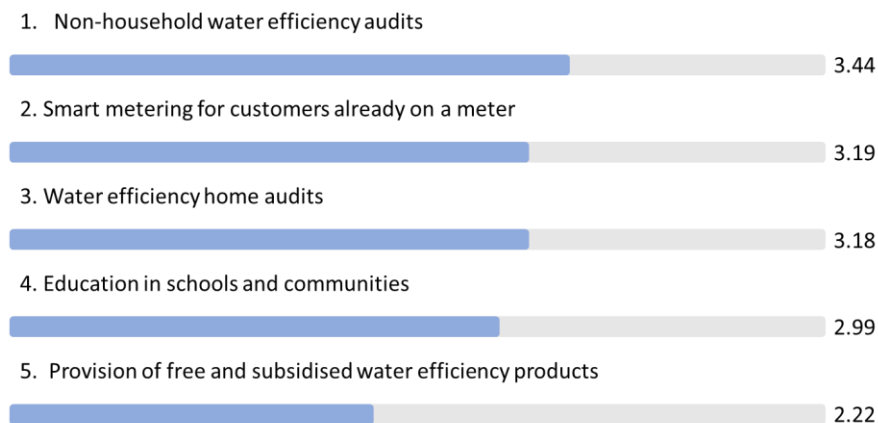 1. Non-household water efficiency audits
3.44
2. Smart metering for customers already on a meter
3.19
3. Water efficiency home audits
3.18
4. Education in schools and communities
2.99
5. Provision of free and subsidised water efficiency products
2.22